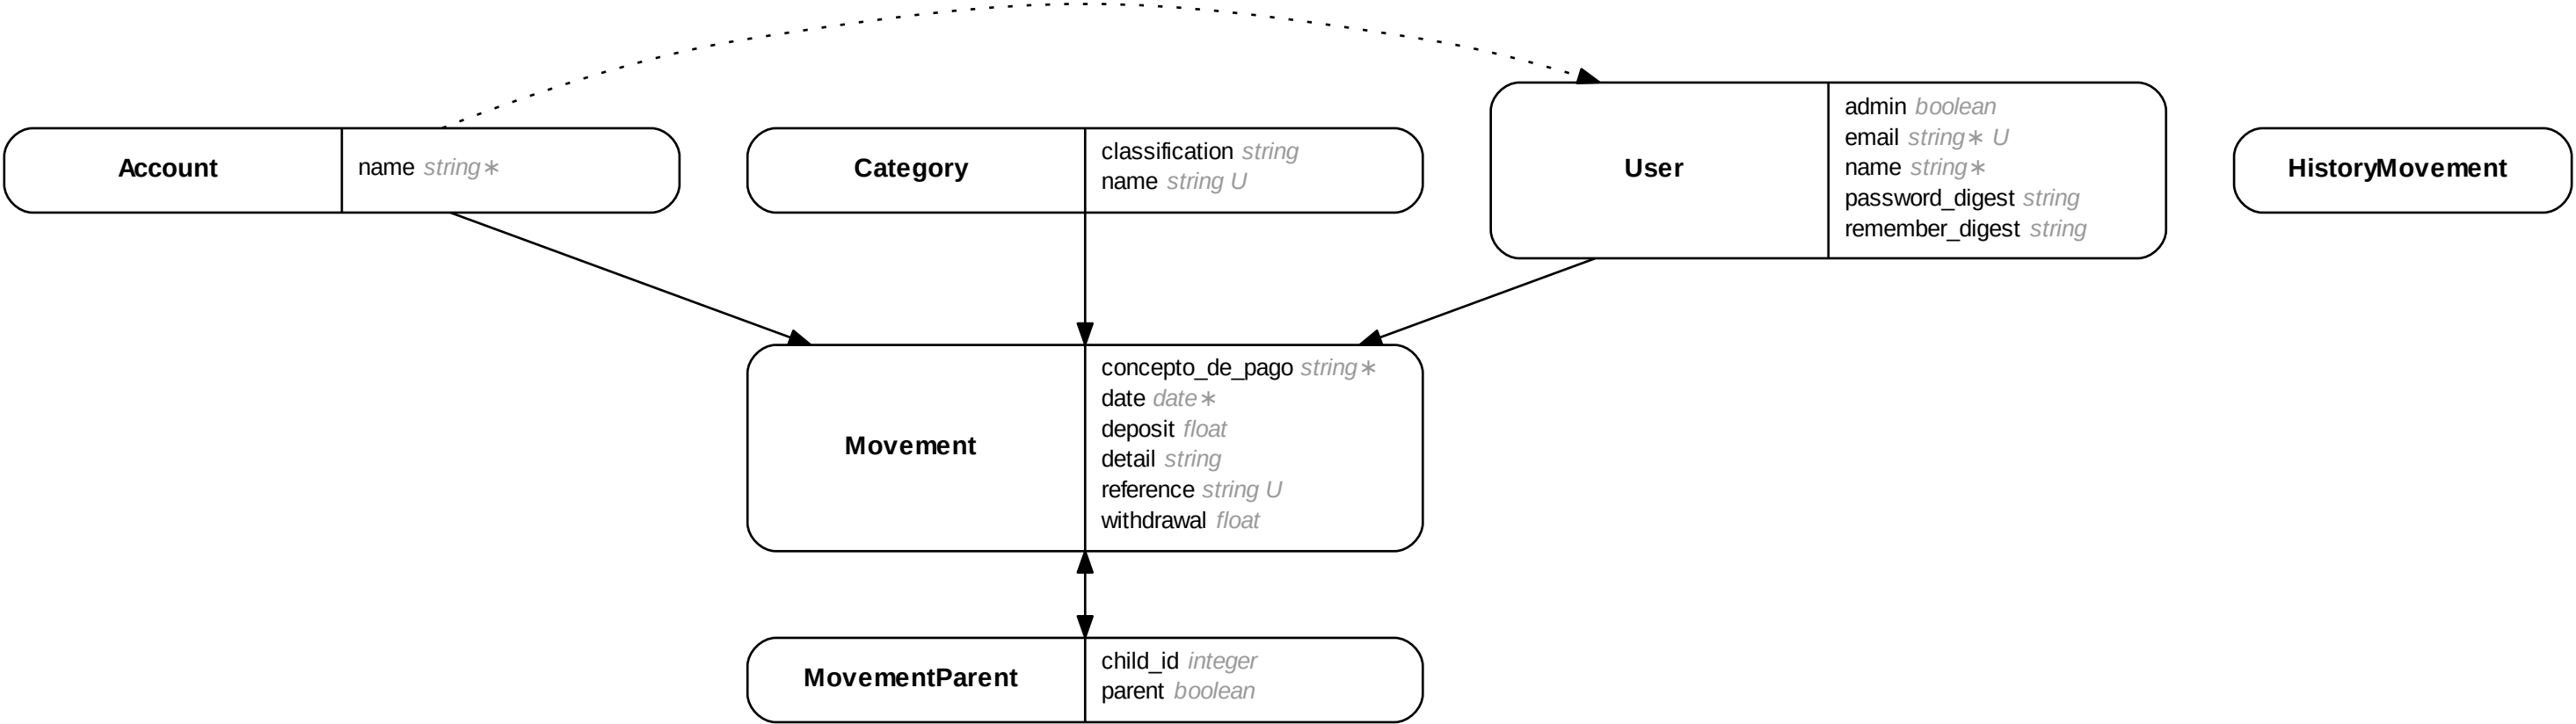 Account
name string∗
Category
classification string
name string U
User
admin boolean
email string∗ U
name string∗
password_digest string
remember_digest string
HistoryMovement
Movement
concepto_de_pago string∗
date date∗
deposit float
detail string
reference string U
withdrawal float
MovementParent
child_id integer
parent boolean